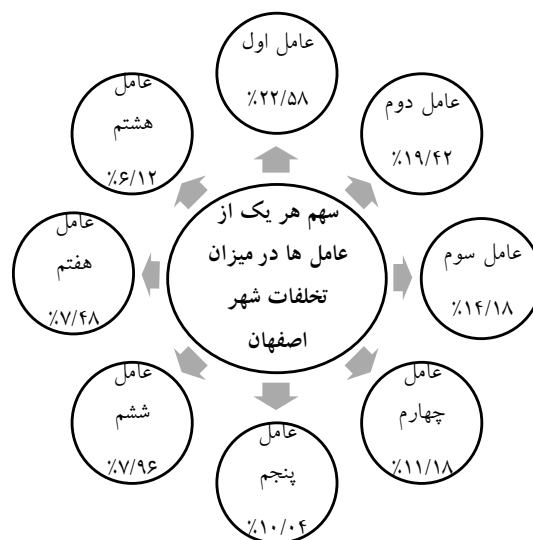 سهم هر یک از
عامل ها در میزان
تخلفات شهر
اصفهان
عامل اول
٪۲۲/۵۸
عامل دوم
٪۱۹/۴۲
عامل سوم
٪۱۴/۱۸
عامل
چهارم
٪۱۱/۱۸
عامل
پنجم
٪۱۰/۰۴
عامل
ششم
٪۷/۹۶
عامل
هفتم
٪۷/۴۸
عامل
هشتم
٪۶/۱۲